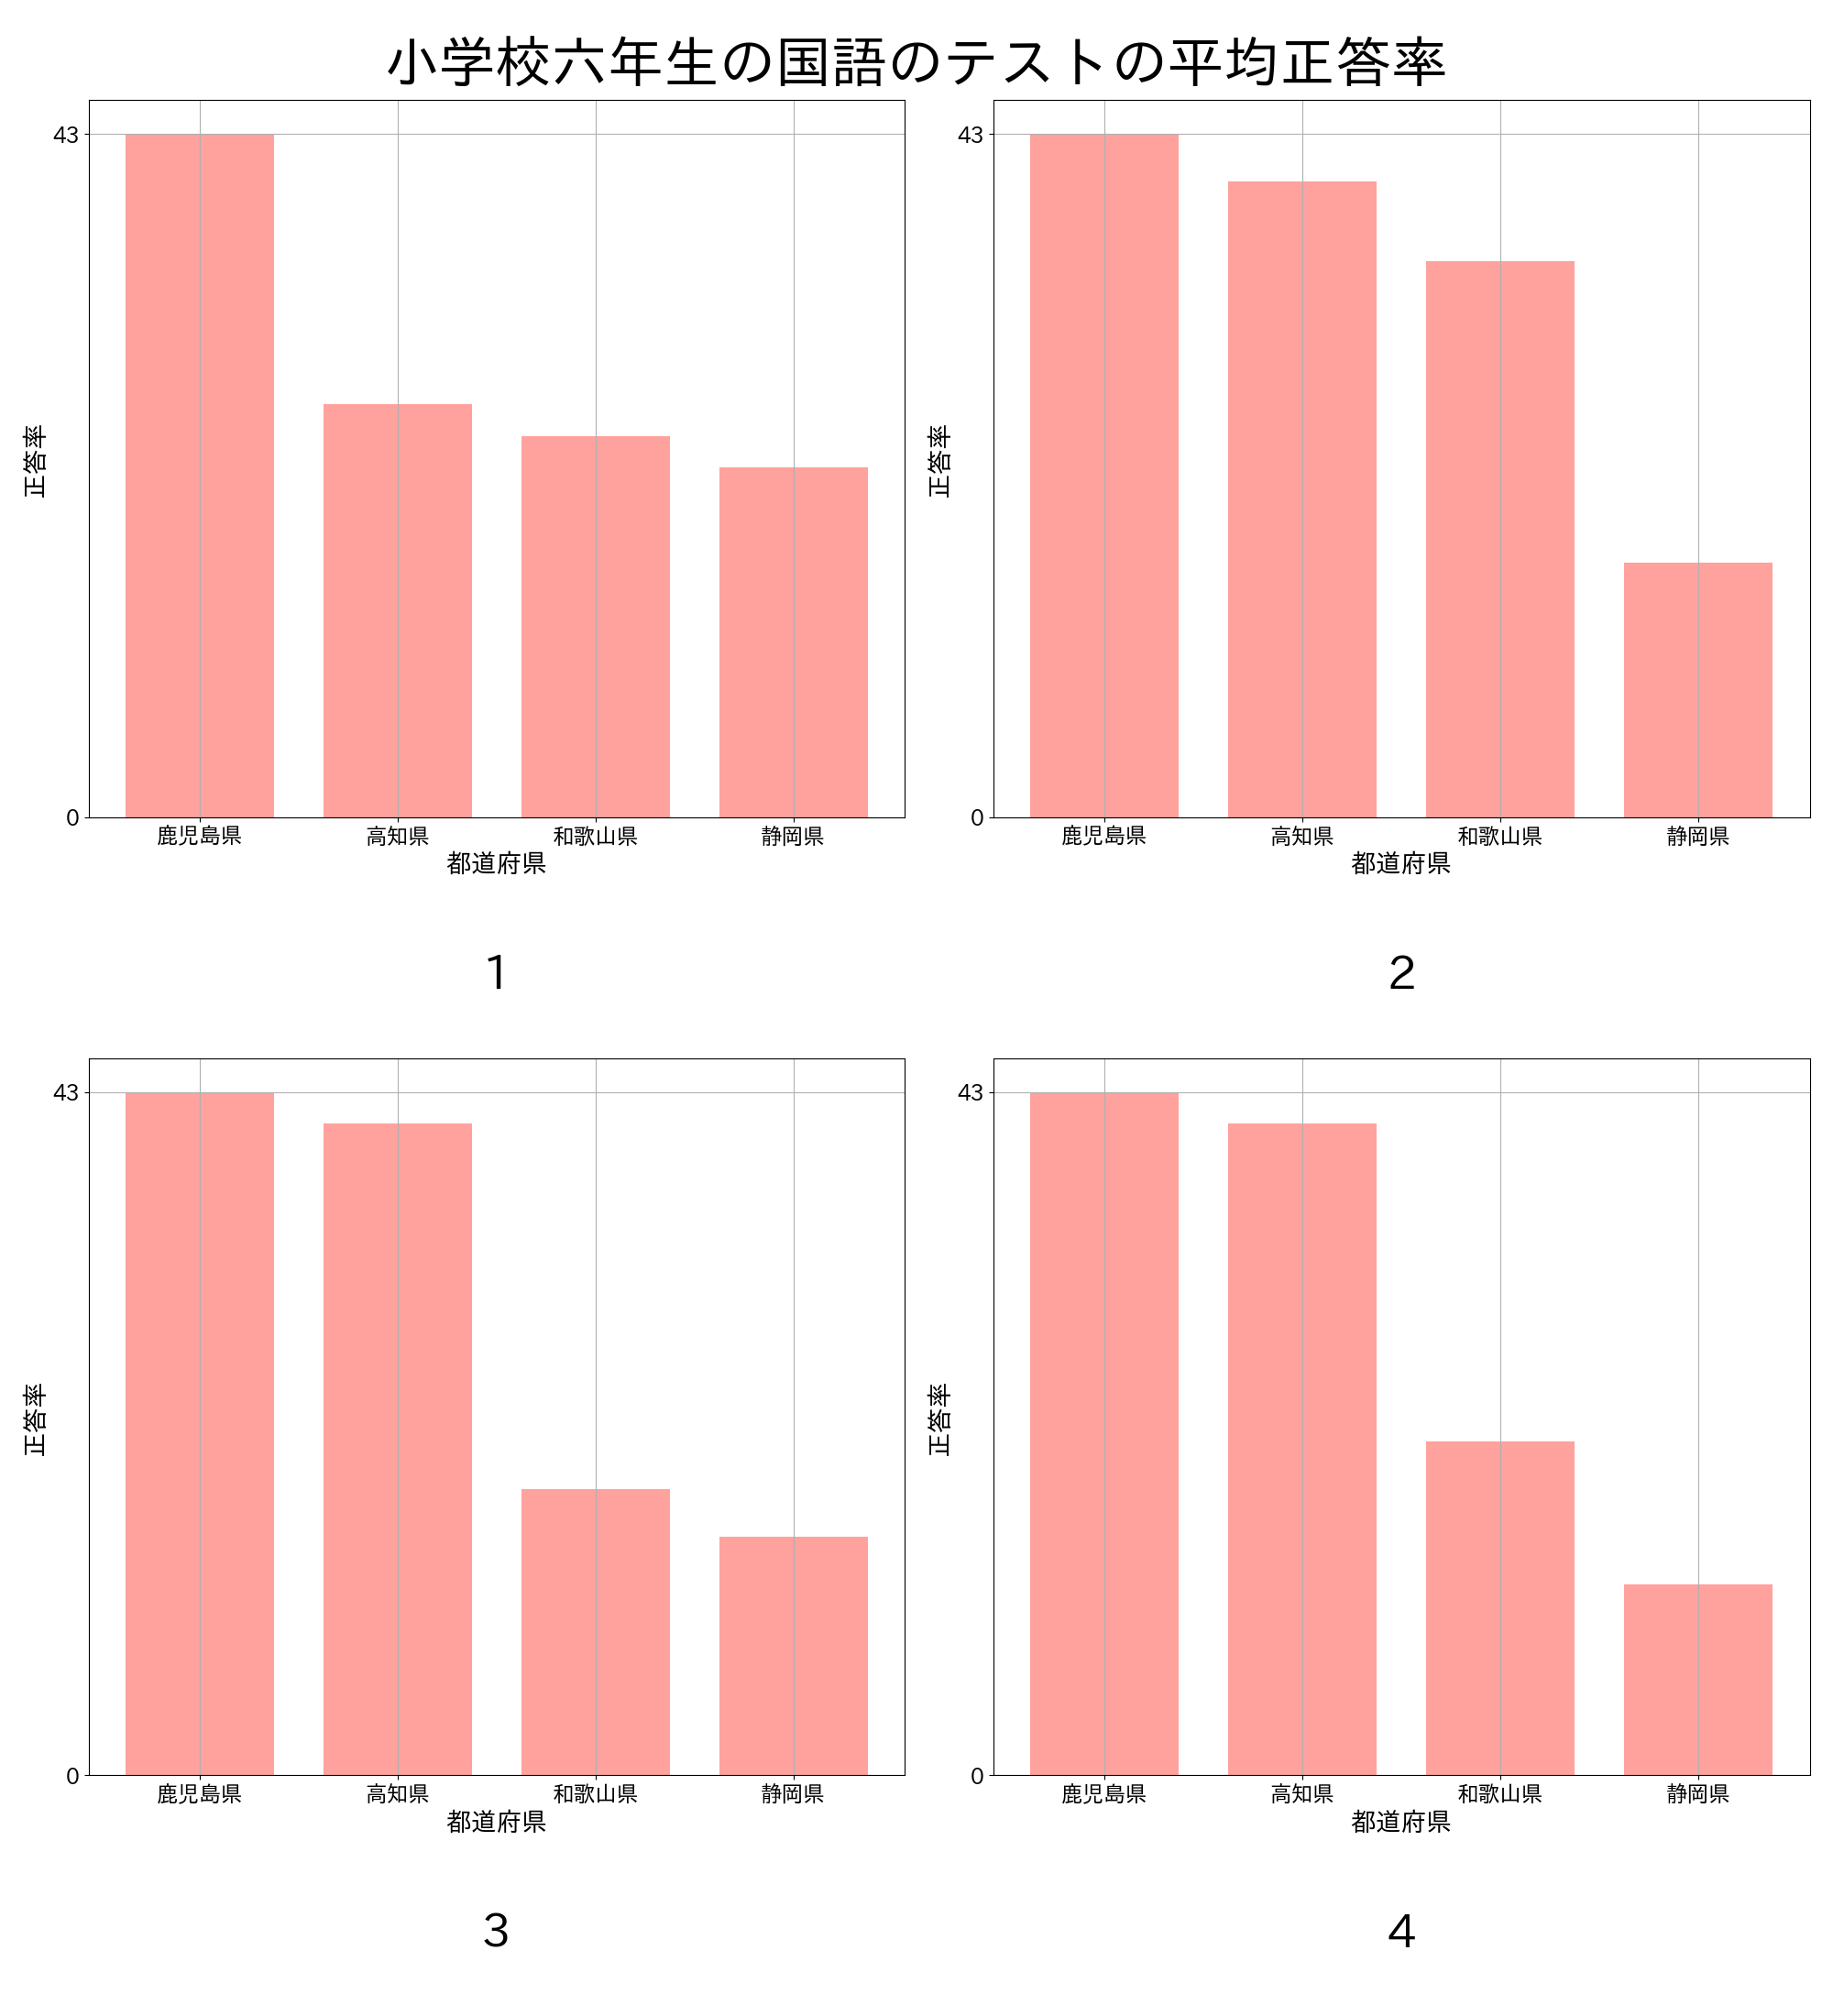 小学校六年生の国語のテストの平均正答率
43
正答率
0
鹿児島県 高知県 和歌山県 静岡県
都道府県
1
43
正答率
0
鹿児島県 高知県 和歌山県 静岡県
都道府県
2
43
正答率
0
鹿児島県 高知県 和歌山県 静岡県
都道府県
3
43
正答率
0
鹿児島県 高知県 和歌山県 静岡県
都道府県
4